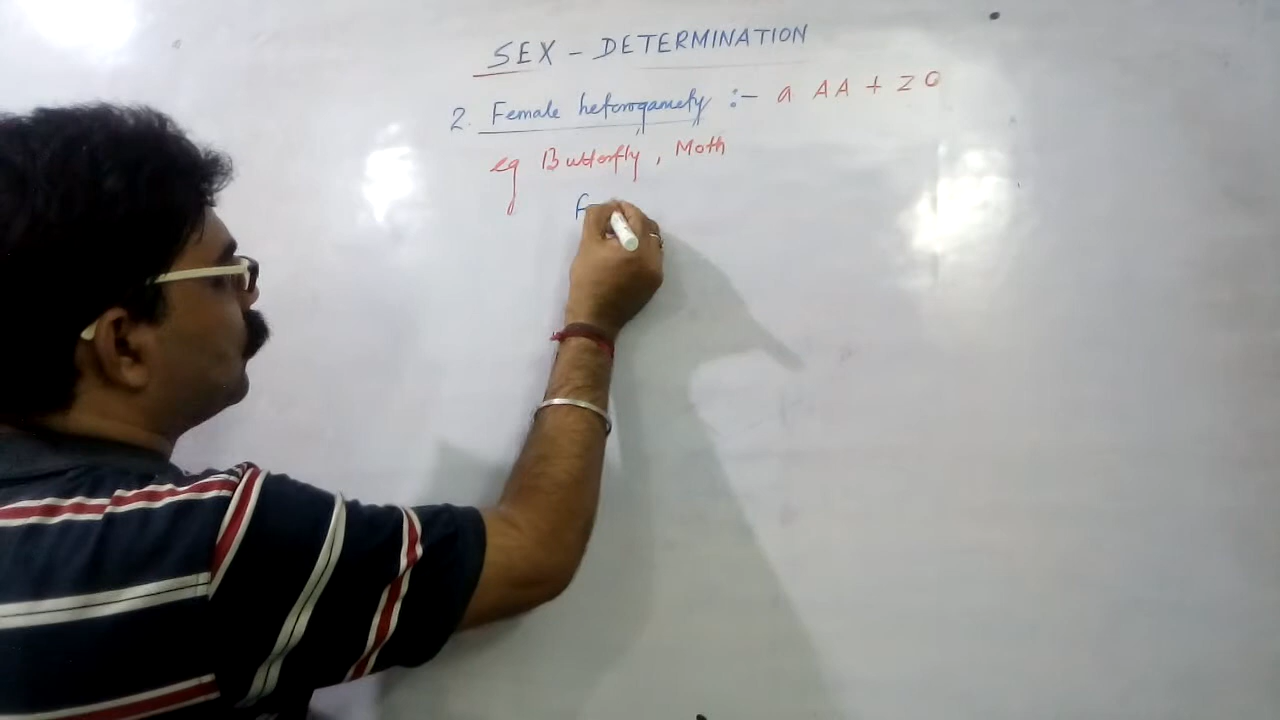 SEX - DETERMINATION
2. Female heterogamety :- a AA + ZO
eg Butterfly, Moth
F